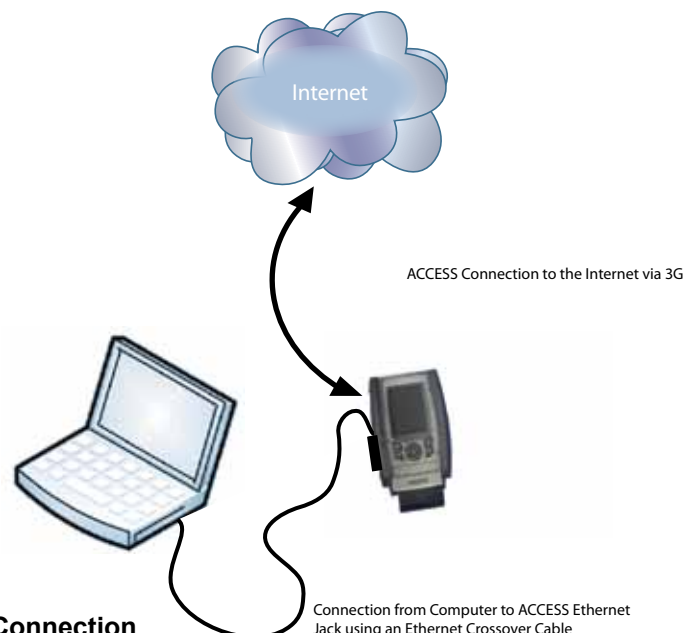 Internet
ACCESS Connection to the Internet via 3G
Connection from Computer to ACCESS Ethernet
Jack using an Ethernet Crossover Cable
Connection